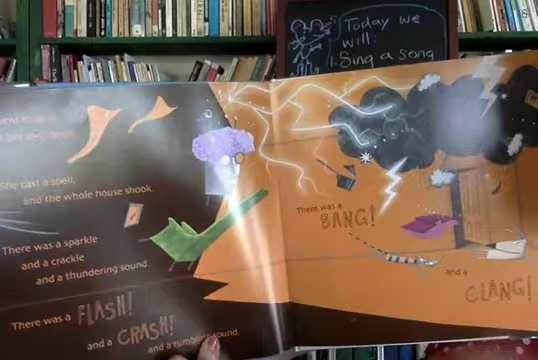 Today we
will:
1. Sing a song
She cast a spell,
and the whole house shook.
There was a sparkle
and a crackle
and a thundering sound.
There was a FLASH!
and a CRASH!
and a rumbling sound.
There was a
BANG!
and a
CLANG!